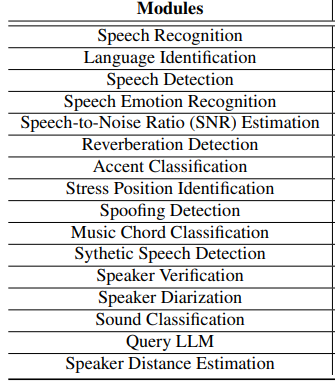 Modules
Speech Recognition
Language Identification
Speech Detection
Speech Emotion Recognition
Speech-to-Noise Ratio (SNR) Estimation
Reverberation Detection
Accent Classification
Stress Position Identification
Spoofing Detection
Music Chord Classification
Sythetic Speech Detection
Speaker Verification
Speaker Diarization
Sound Classification
Query LLM
Speaker Distance Estimation